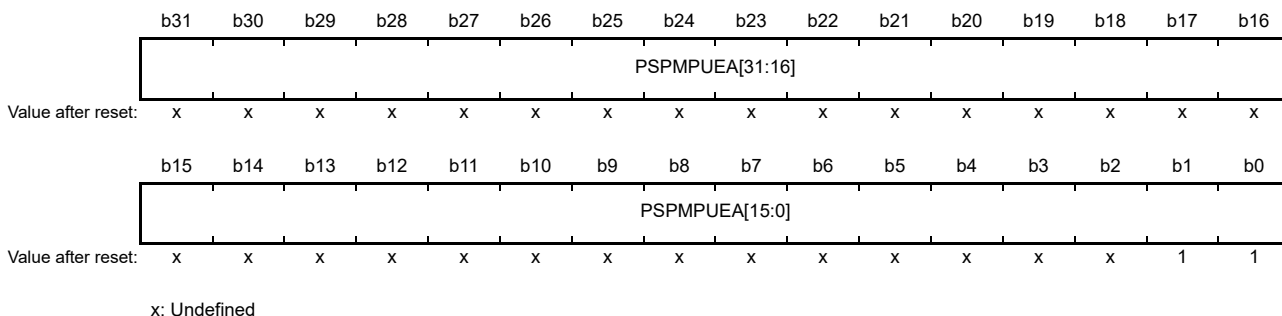 b31 b30 b29 b28 b27 b26 b25 b24 b23 b22 b21 b20 b19 b18 b17 b16
PSPMPUEA[31:16]
Value after reset: x x x x x x x x x x x x x x x x
b15 b14 b13 b12 b11 b10 b9 b8 b7 b6 b5 b4 b3 b2 b1 b0
PSPMPUEA[15:0]
Value after reset: x x x x x x x x x x x x x x 1 1
x: Undefined